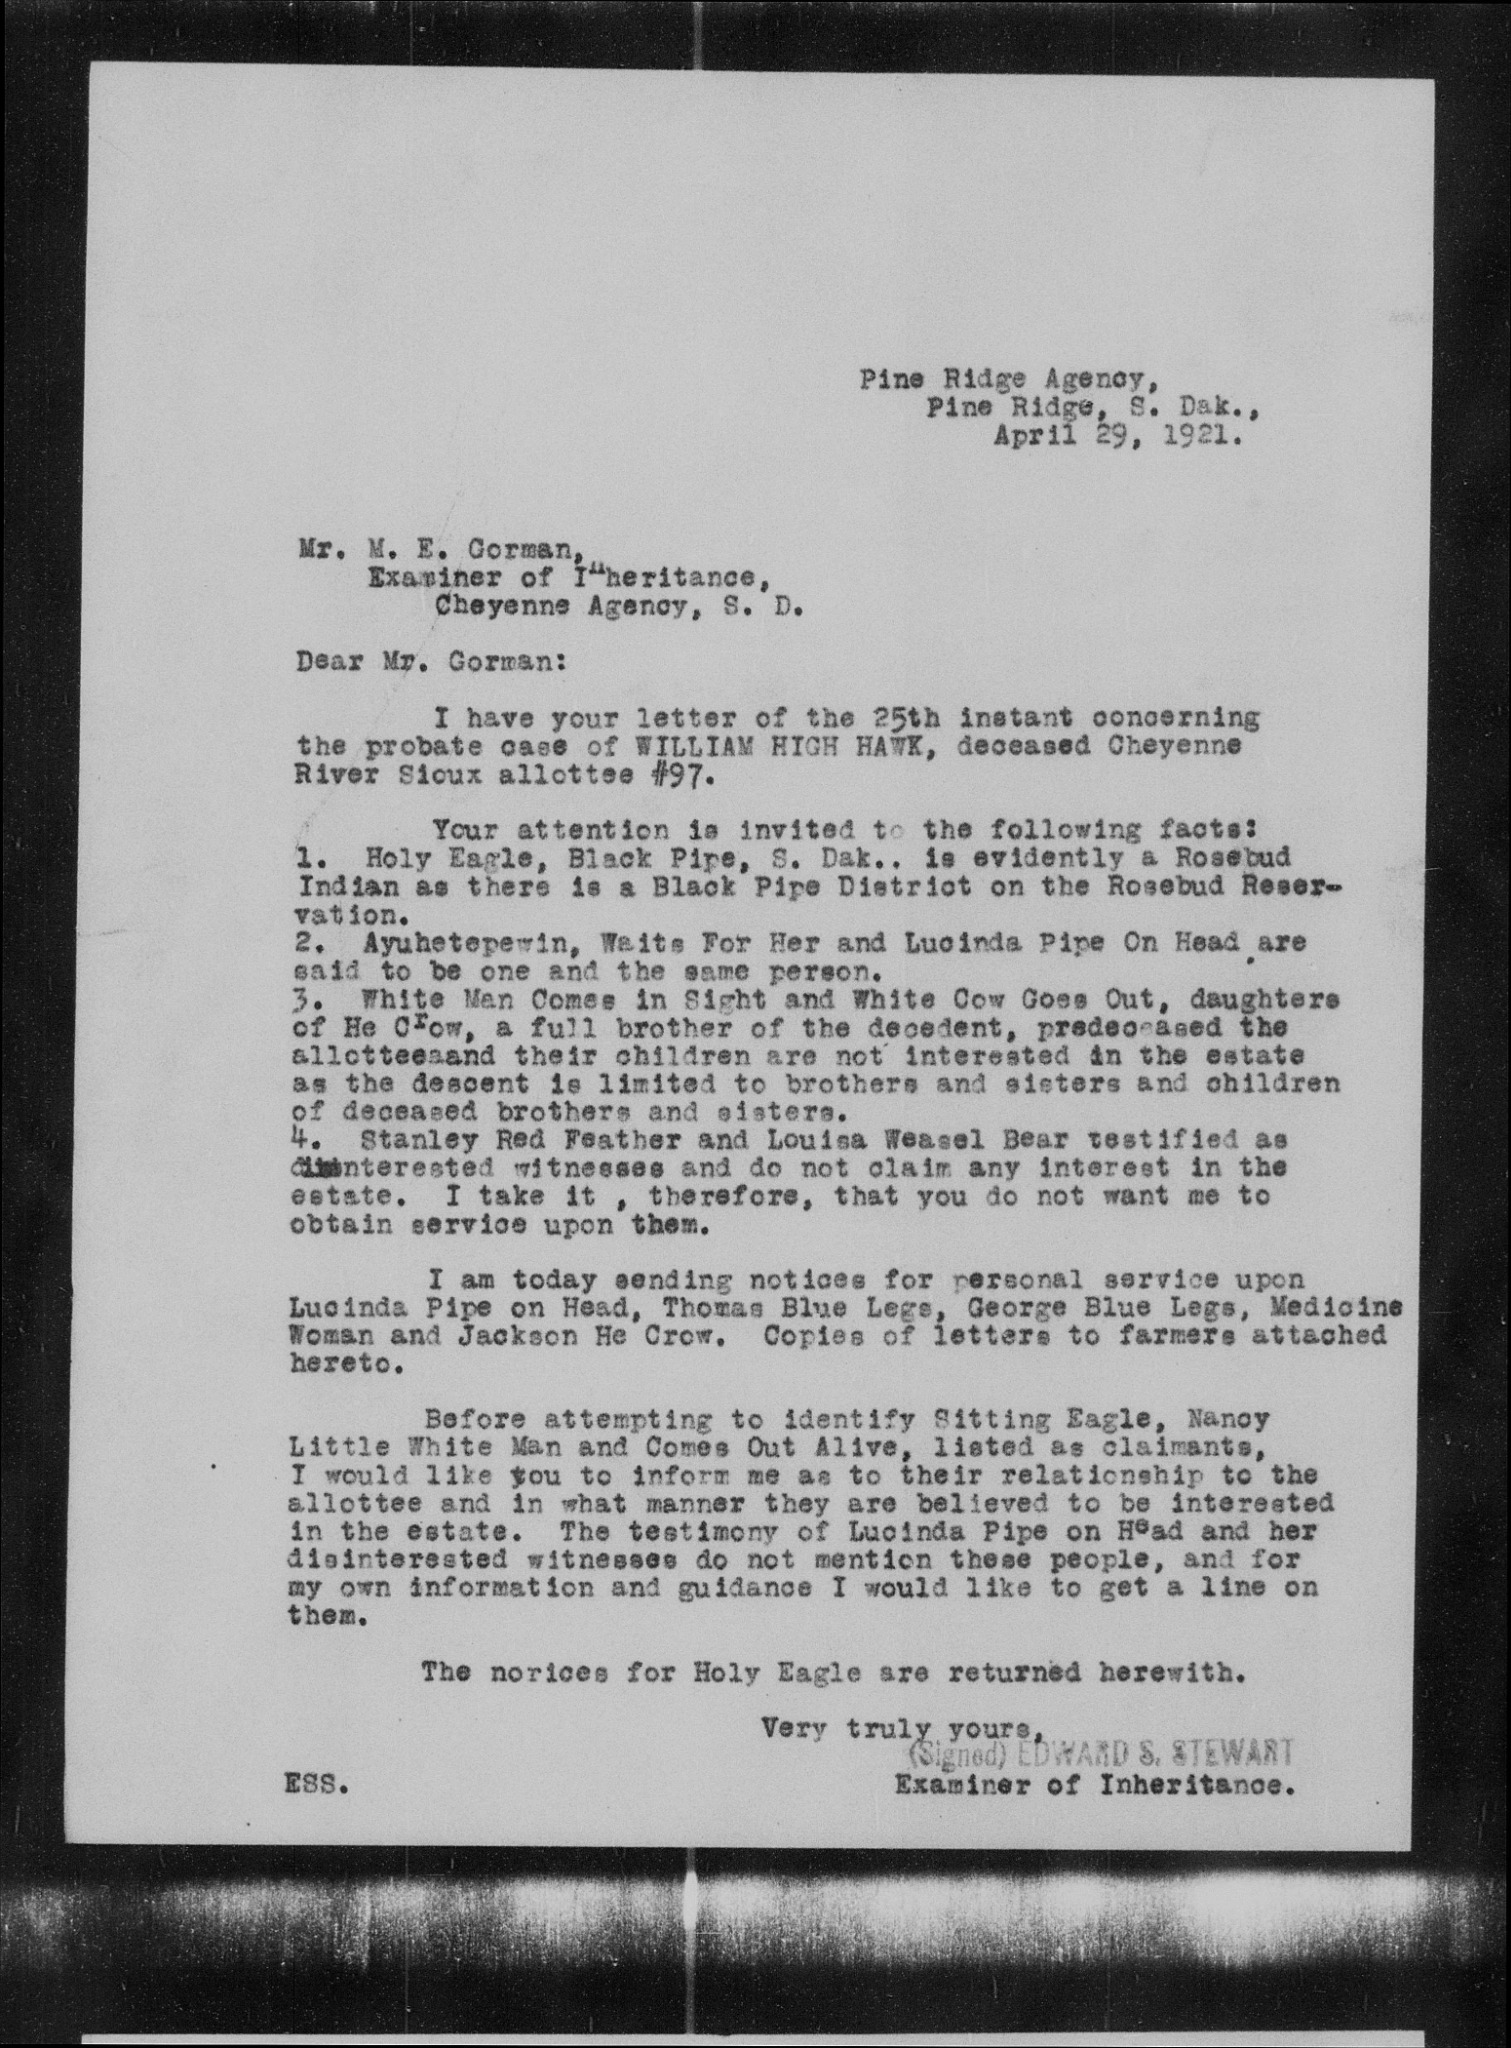 Pine Ridge Agency,
Pine Ridge, S. Dak.,
April 29, 1921.
Mr. M. E. Gorman,
Examiner of Inheritance,
Cheyenne Agency, S. D.
Dear Mr. Gorman:
I have your letter of the 25th instant concerning
the probate case of WILLIAM HIGH HAWK, deceased Cheyenne
River Sioux allottee #97.
Your attention is invited to the following facts:
1. Holy Eagle, Black Pipe, S. Dak.. is evidently a Rosebud
Indian as there is a Black Pipe District on the Rosebud Reser-
vation.
2. Ayuhetepewin, Waits For Her and Lucinda Pipe On Head are
said to be one and the same person.
3. White Man Comes in Sight and White Cow Goes Out, daughters
of He Crow, a full brother of the decedent, predeceased the
allotteeaand their children are not interested in the estate
as the descent is limited to brothers and sisters and children
of deceased brothers and sisters.
4. Stanley Red Feather and Louisa Weasel Bear testified as
disinterested witnesses and do not claim any interest in the
estate. I take it , therefore, that you do not want me to
obtain service upon them.
I am today sending notices for personal service upon
Lucinda Pipe on Head, Thomas Blue Legs, George Blue Legs, Medicine
Woman and Jackson He Crow. Copies of letters to farmers attached
hereto.
Before attempting to identify Sitting Eagle, Nancy
Little White Man and Comes Out Alive, listed as claimants,
I would like you to inform me as to their relationship to the
allottee and in what manner they are believed to be interested
in the estate. The testimony of Lucinda Pipe on Head and her
disinterested witnesses do not mention these people, and for
my own information and guidance I would like to get a line on
them.
The norices for Holy Eagle are returned herewith.
Very truly yours,
(Signed) EDWARD S. STEWART
ESS. Examiner of Inheritance.